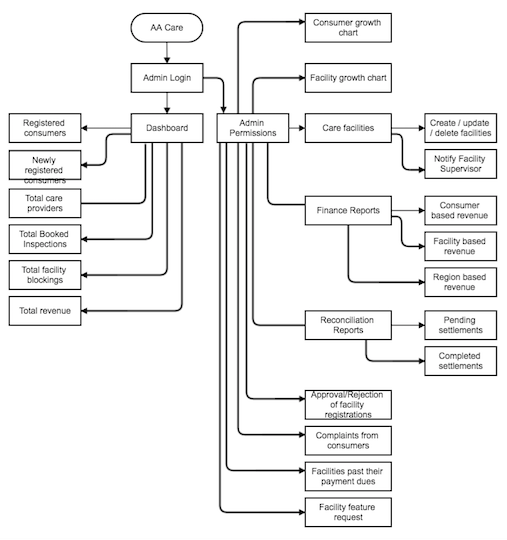 AA Care
Consumer growth
chart
Admin Login
Facility growth chart
Registered
consumers
Dashboard
Admin
Permissions
Care facilities
Create / update
/ delete facilities
Newly
registered
consumers
Notify Facility
Supervisor
Total care
providers
Finance Reports
Consumer
based revenue
Total Booked
Inspections
Facility based
revenue
Total facility
blockings
Region based
revenue
Total revenue
Reconciliation
Reports
Pending
settlements
Completed
settlements
Approval/Rejection
of facility
registrations
Complaints from
consumers
Facilities past their
payment dues
Facility feature
request